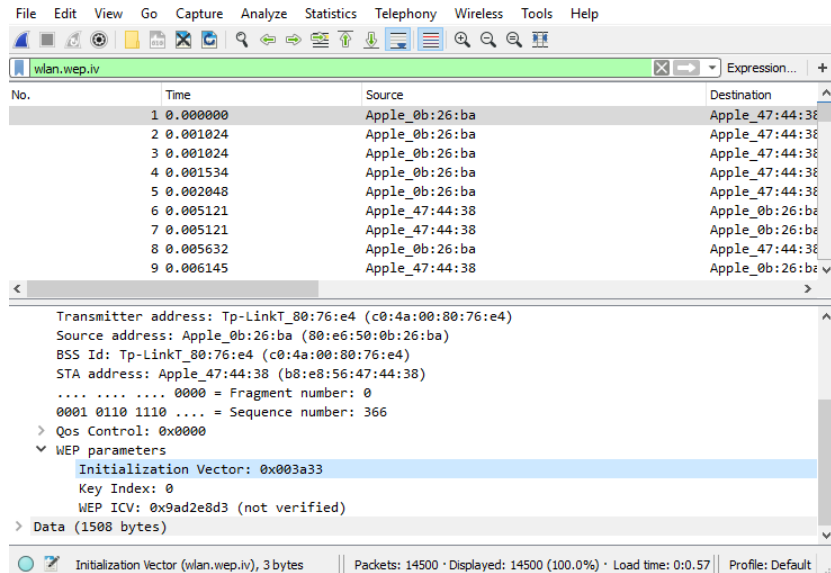 File Edit View Go Capture Analyze Statistics Telephony Wireless Tools Help
wlan.wep.iv Expression... +
No. Time Source Destination
1 0.000000 Apple_0b:26:ba Apple_47:44:38
2 0.001024 Apple_0b:26:ba Apple_47:44:38
3 0.001024 Apple_0b:26:ba Apple_47:44:38
4 0.001534 Apple_0b:26:ba Apple_47:44:38
5 0.002048 Apple_0b:26:ba Apple_47:44:38
6 0.005121 Apple_47:44:38 Apple_0b:26:ba
7 0.005121 Apple_47:44:38 Apple_0b:26:ba
8 0.005632 Apple_0b:26:ba Apple_47:44:38
9 0.006145 Apple_47:44:38 Apple_0b:26:ba
Transmitter address: Tp-LinkT_80:76:e4 (c0:4a:00:80:76:e4)
Source address: Apple_0b:26:ba (80:e6:50:0b:26:ba)
BSS Id: Tp-LinkT_80:76:e4 (c0:4a:00:80:76:e4)
STA address: Apple_47:44:38 (b8:e8:56:47:44:38)
.... .... .... 0000 = Fragment number: 0
0001 0110 1110 .... = Sequence number: 366
Qos Control: 0x0000
WEP parameters
Initialization Vector: 0x003a33
Key Index: 0
WEP ICV: 0x9ad2e8d3 (not verified)
Data (1508 bytes)
Initialization Vector (wlan.wep.iv), 3 bytes Packets: 14500 · Displayed: 14500 (100.0%) · Load time: 0:0.57 Profile: Default